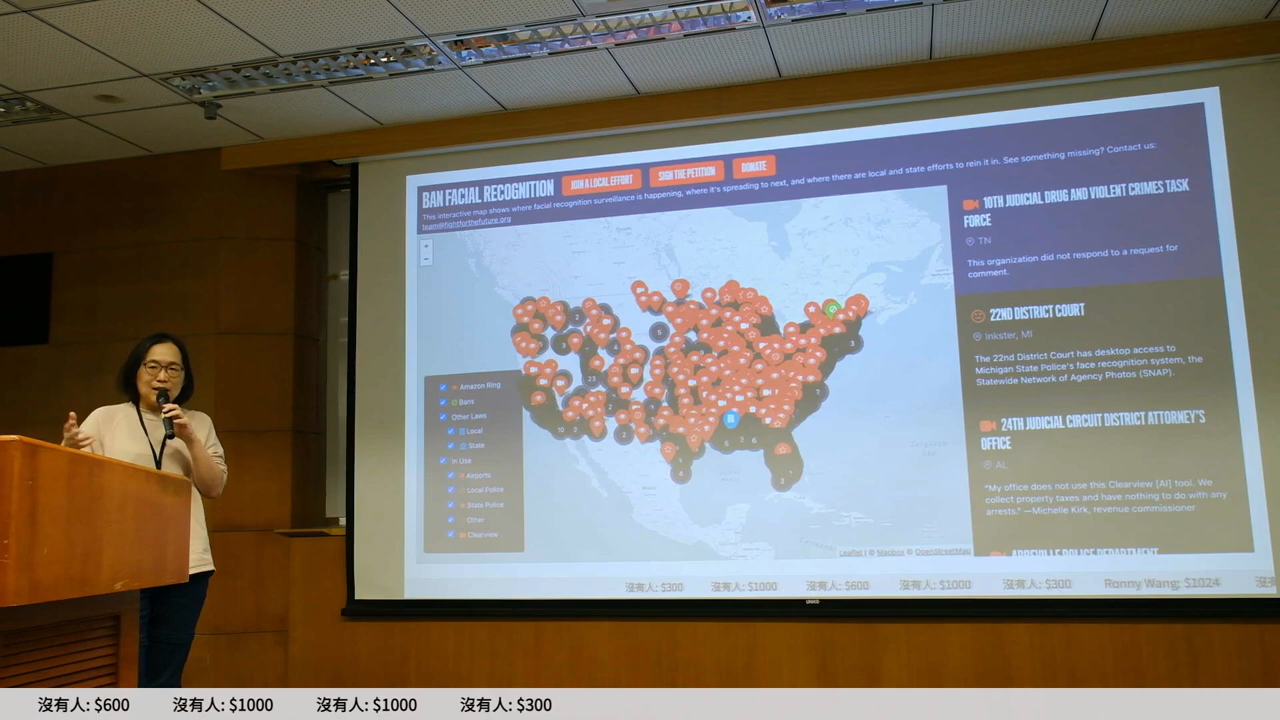 BAN FACIAL RECOGNITION
JOIN A LOCAL EFFORT
SIGN THE PETITION
DONATE
This interactive map shows where facial recognition surveillance is happening, where it's spreading to next, and where there are local and state efforts to rein it in. See something missing? Contact us:
team@fightforthefuture.org
10TH JUDICIAL DRUG AND VIOLENT CRIMES TASK
FORCE
TN
This organization did not respond to a request for
comment.
22ND DISTRICT COURT
Inkster, MI
The 22nd District Court has desktop access to
Michigan State Police's face recognition system, the
Statewide Network of Agency Photos (SNAP).
24TH JUDICIAL CIRCUIT DISTRICT ATTORNEY'S
OFFICE
AL
"My office does not use this Clearview [AI] tool. We
collect property taxes and have nothing to do with any
arrests." —Michelle Kirk, revenue commissioner
Amazon Ring
Bans
Other Laws
Local
State
In Use
Airports
Local Police
State Police
Other
Clearview
Leaflet | © Mapbox © OpenStreetMap
沒有人: $300 沒有人: $1000 沒有人: $600 沒有人: $1000 沒有人: $300 Ronny Wang: $1024
沒有人: $600 沒有人: $1000 沒有人: $1000 沒有人: $300